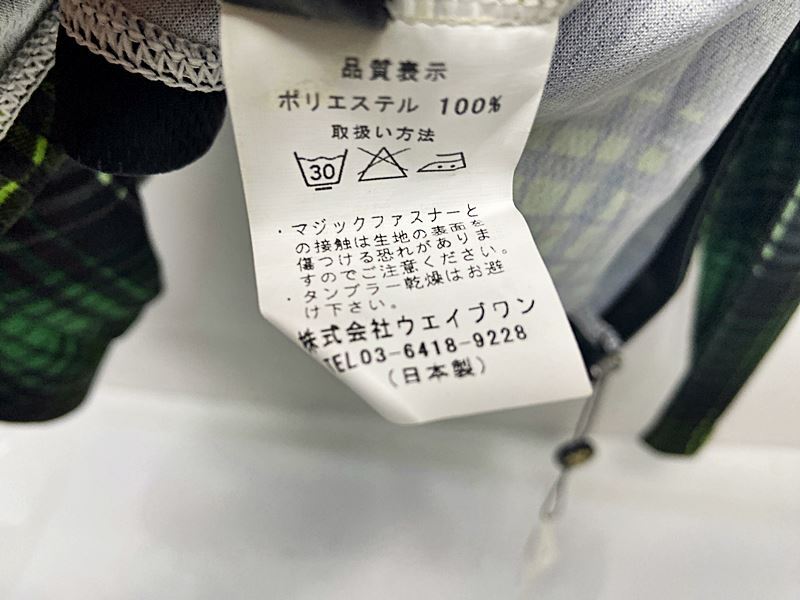 品質表示
ポリエステル 100%
取扱い方法
30
・マジックファスナーと
の接触は生地の表面を
傷つける恐れがありま
すのでご注意ください。
・タンブラー乾燥はお避
け下さい。
株式会社ウエイブワン
TEL03-6418-9228
(日本製)